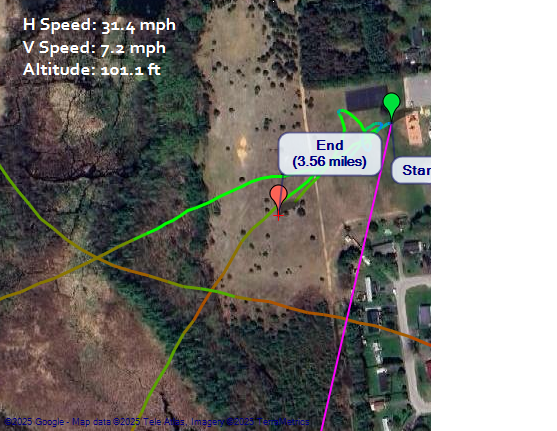 H Speed: 31.4 mph
V Speed: 7.2 mph
Altitude: 101.1 ft
End
(3.56 miles)
Star
©2025 Google - Map data ©2025 Tele Atlas, Imagery ©2025 TerraMetrics